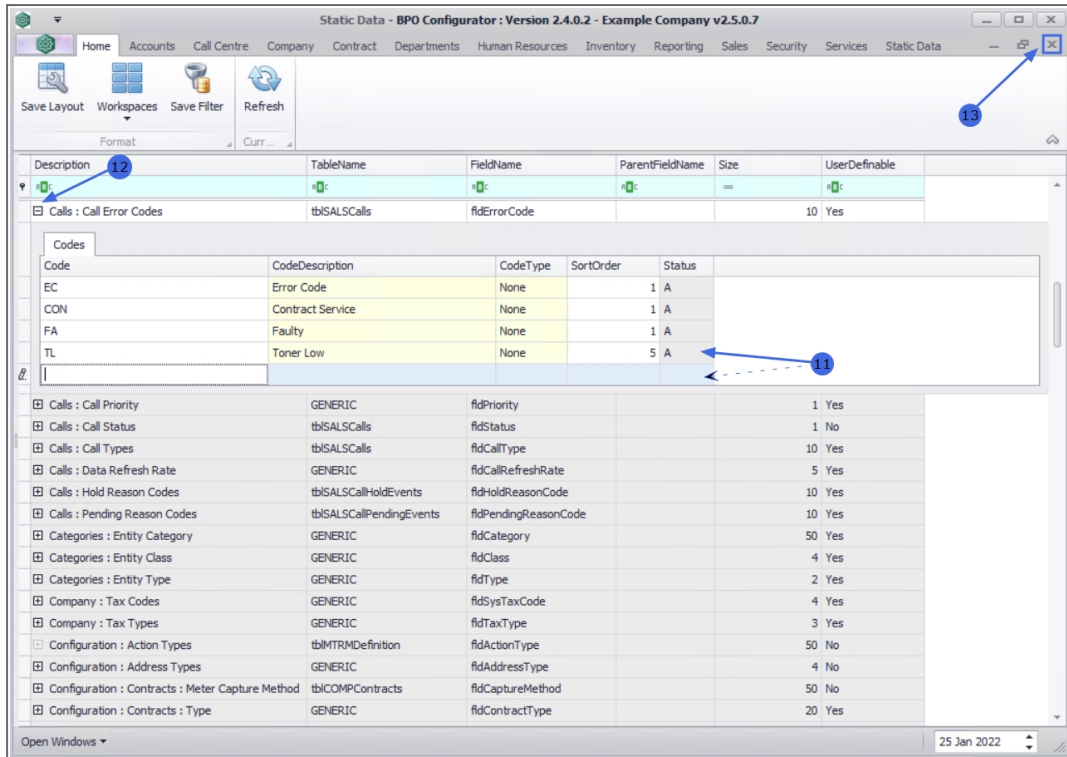 Static Data - BPO Configurator : Version 2.4.0.2 - Example Company v2.5.0.7
Home Accounts Call Centre Company Contract Departments Human Resources Inventory Reporting Sales Security Services Static Data
Save Layout Workspaces Save Filter Refresh
13
Format Curr...
Description TableName FieldName ParentFieldName Size UserDefinable
12
Calls : Call Error Codes tblSALSCalls fldErrorCode 10 Yes
Codes
Code CodeDescription CodeType SortOrder Status
EC Error Code None 1 A
CON Contract Service None 1 A
FA Faulty None 1 A
TL Toner Low None 5 A
11
Calls : Call Priority GENERIC fldPriority 1 Yes
Calls : Call Status tblSALSCalls fldStatus 1 No
Calls : Call Types tblSALSCalls fldCallType 10 Yes
Calls : Data Refresh Rate GENERIC fldCallRefreshRate 5 Yes
Calls : Hold Reason Codes tblSALSCallHoldEvents fldHoldReasonCode 10 Yes
Calls : Pending Reason Codes tblSALSCallPendingEvents fldPendingReasonCode 10 Yes
Categories : Entity Category GENERIC fldCategory 50 Yes
Categories : Entity Class GENERIC fldClass 4 Yes
Categories : Entity Type GENERIC fldType 2 Yes
Company : Tax Codes GENERIC fldSysTaxCode 4 Yes
Company : Tax Types GENERIC fldTaxType 3 Yes
Configuration : Action Types tblMTRMDefinition fldActionType 50 No
Configuration : Address Types GENERIC fldAddressType 4 No
Configuration : Contracts : Meter Capture Method tblCOMPContracts fldCaptureMethod 50 No
Configuration : Contracts : Type GENERIC fldContractType 20 Yes
Open Windows 25 Jan 2022